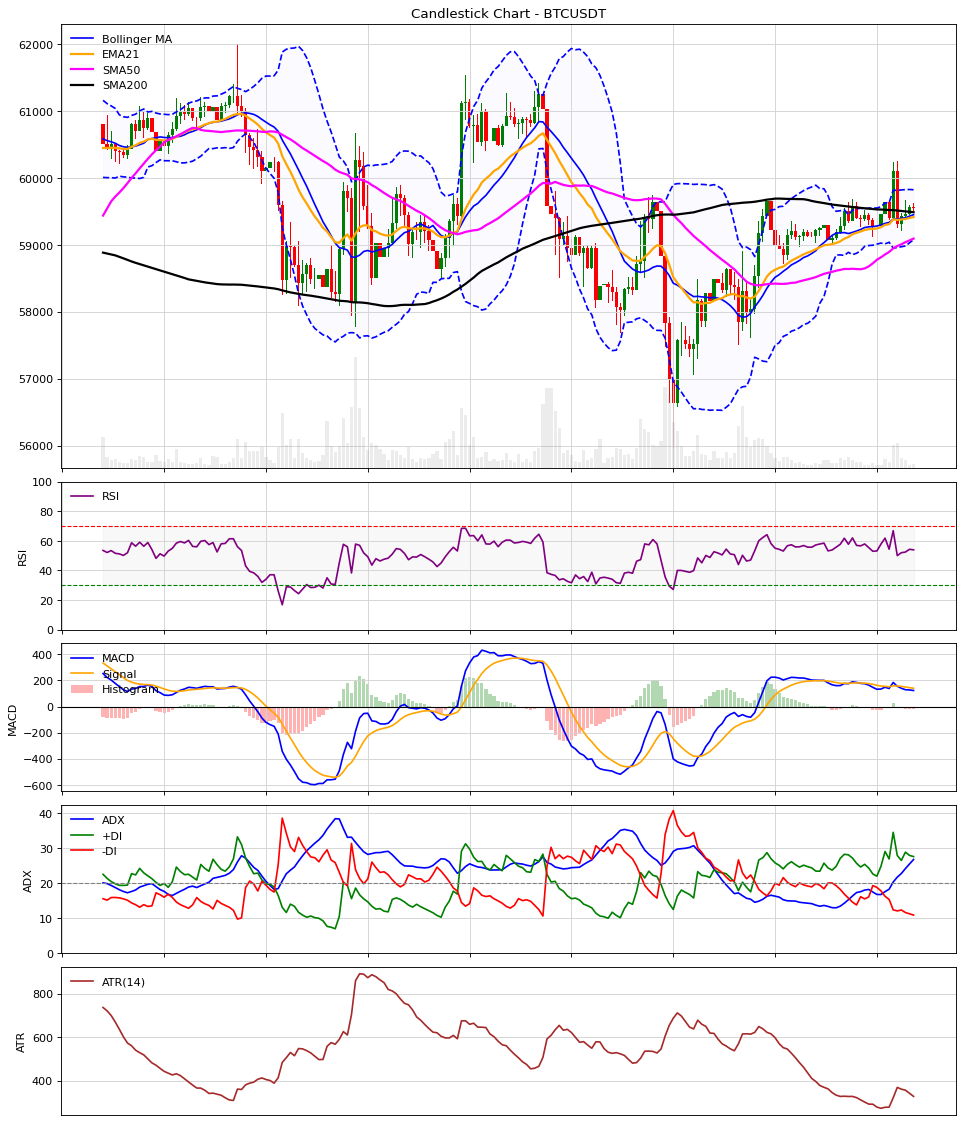 Candlestick Chart - BTCUSDT
Bollinger MA
EMA21
SMA50
SMA200
62000
61000
60000
59000
58000
57000
56000
RSI
100
80
60
40
20
0
RSI
MACD
Signal
Histogram
400
200
0
−200
−400
−600
MACD
ADX
+DI
-DI
40
30
20
10
0
ADX
ATR(14)
800
600
400
ATR